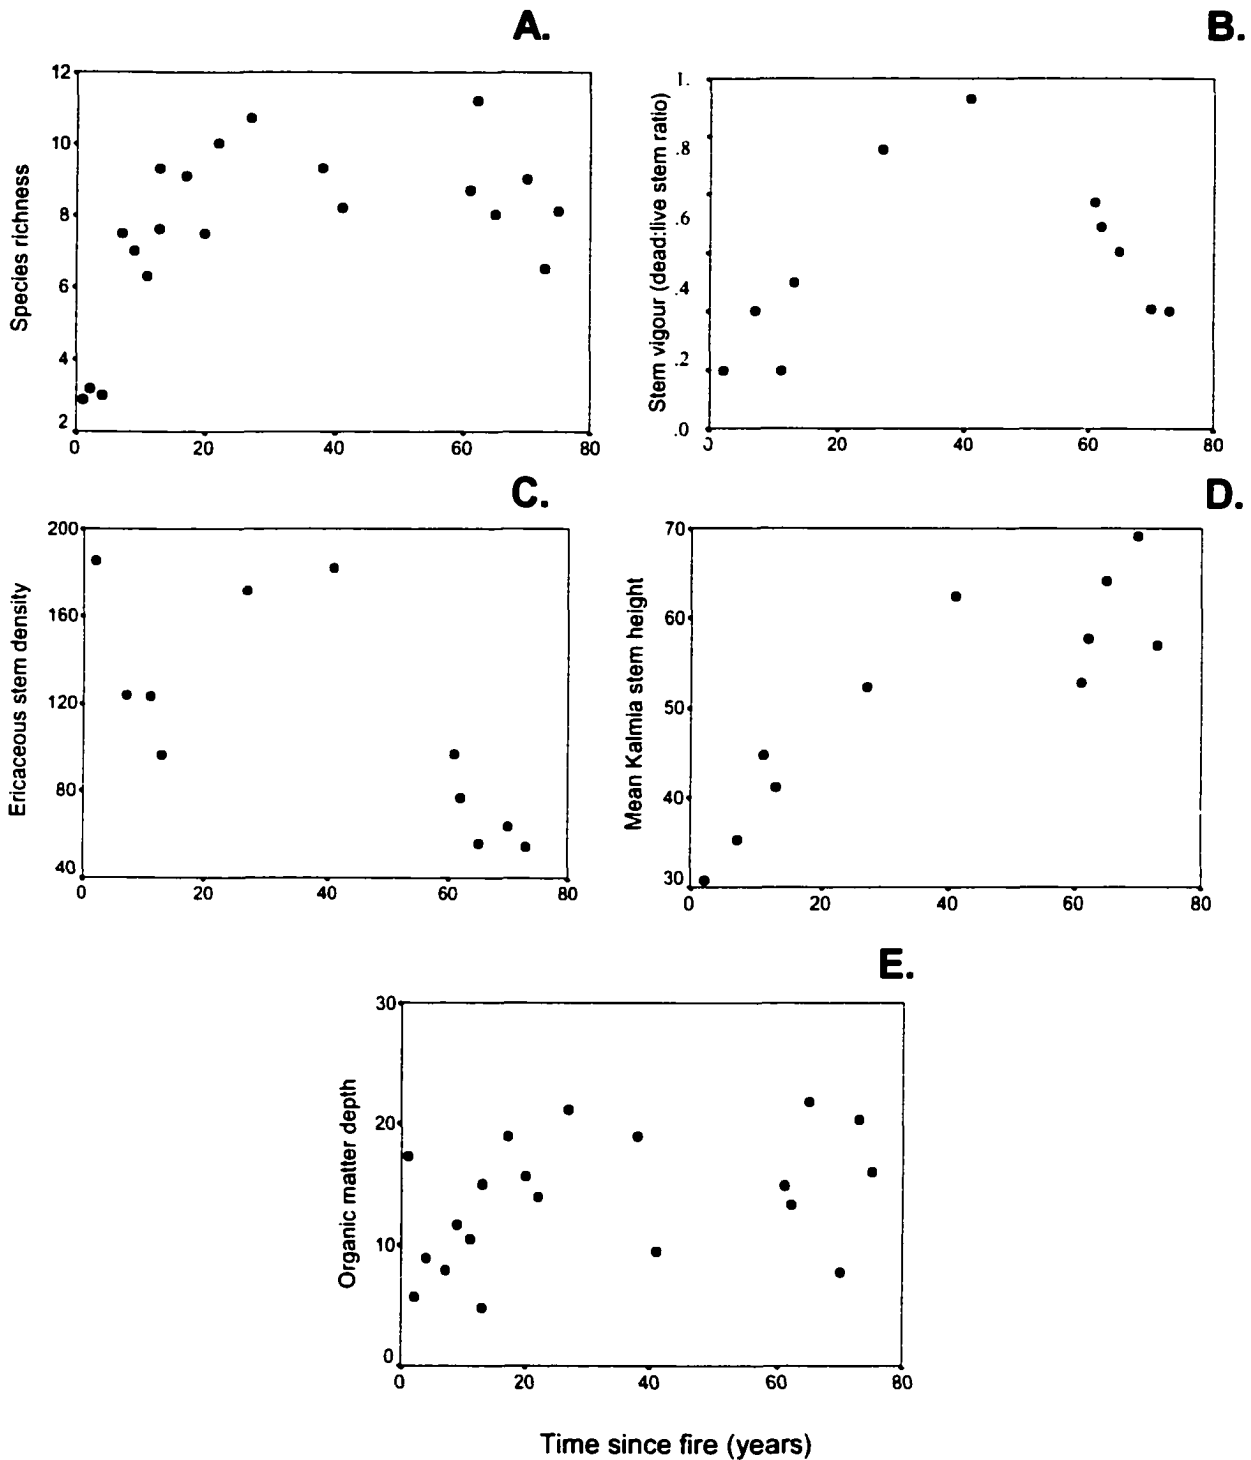 A.
B.
12
10
8
6
4
2
Species richness
0 20 40 60 80
1.
.8
.6
.4
.2
.0
Stem vigour (dead:live stem ratio)
0 20 40 60 80
C.
D.
200
160
120
80
40
Ericaceous stem density
0 20 40 60 80
70
60
50
40
30
Mean Kalmia stem height
0 20 40 60 80
E.
30
20
10
0
Organic matter depth
0 20 40 60 80
Time since fire (years)